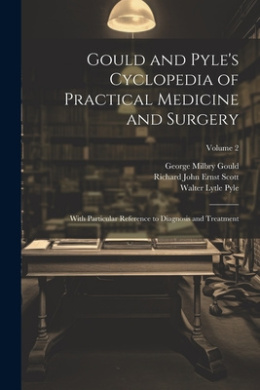 Gould and Pyle's
Cyclopedia of
Practical Medicine
and Surgery
Volume 2
George Milbry Gould
Richard John Ernst Scott
Walter Lytle Pyle
With Particular Reference to Diagnosis and Treatment